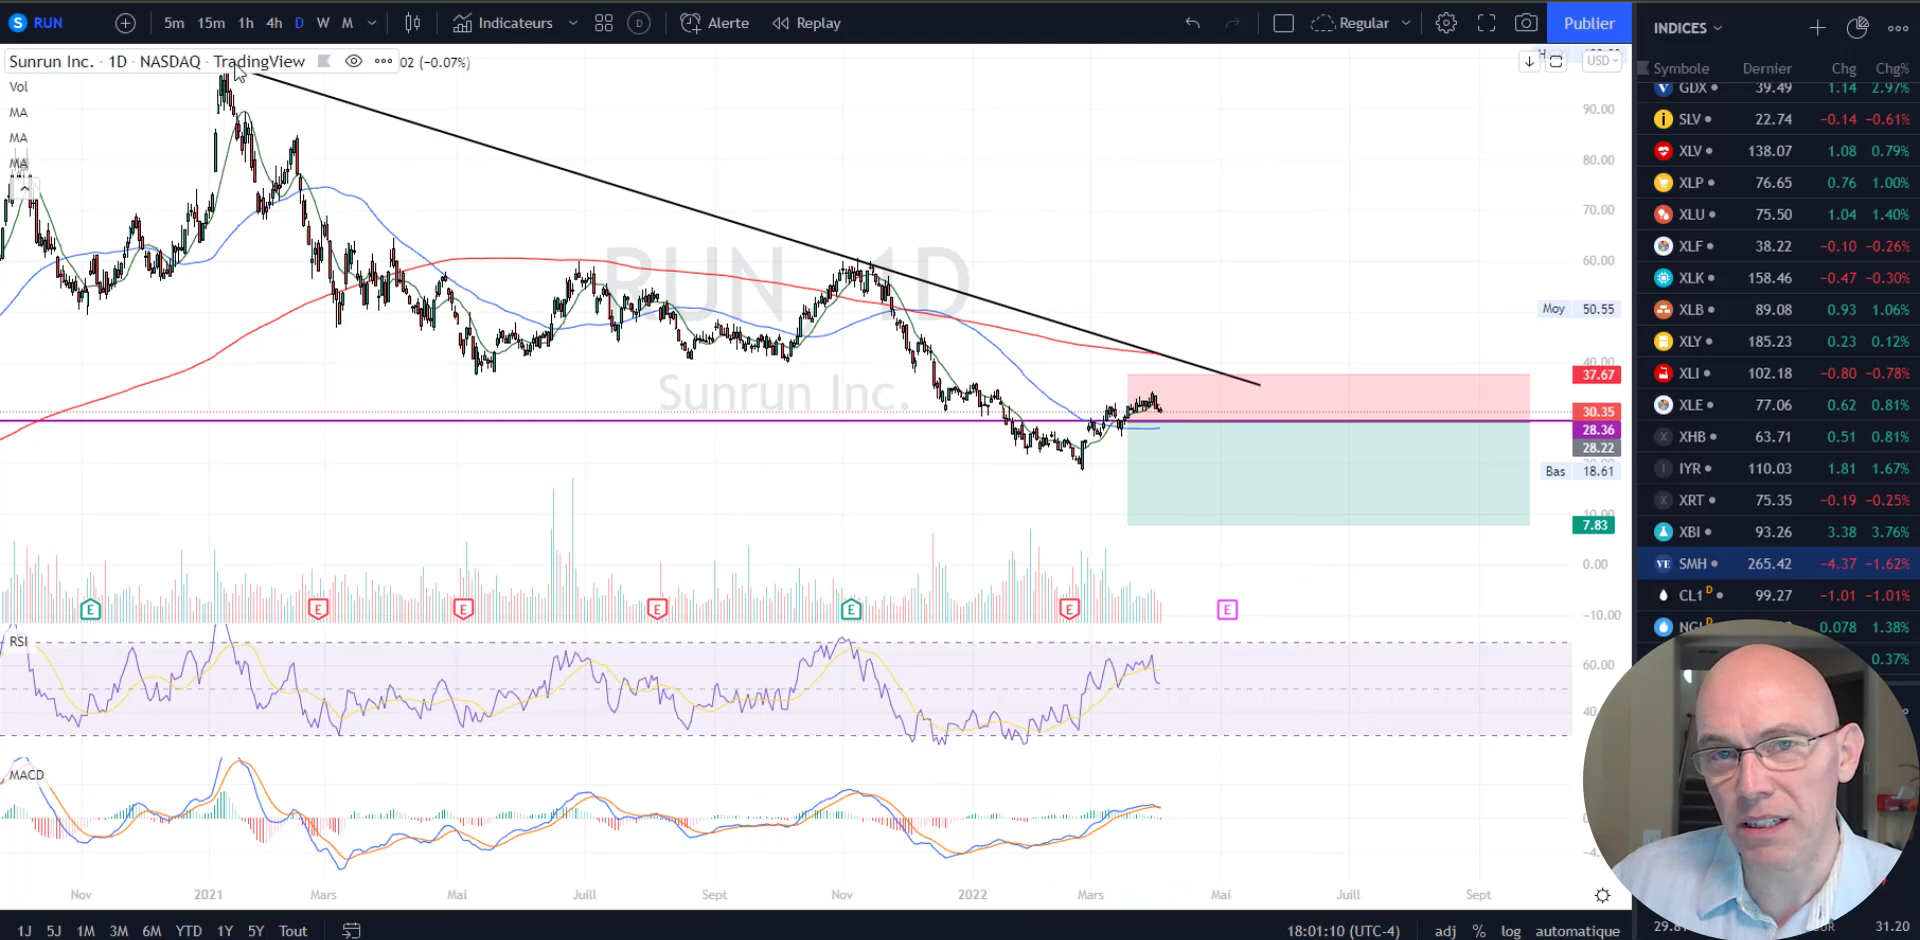 S RUN 5m 15m 1h 4h D W M Indicateurs D Alerte Replay Regular Publier
Sunrun Inc. · 1D · NASDAQ · TradingView 02 (−0.07%)
USD
Vol
MA
MA
MA
RUN, 1D
Sunrun Inc.
90.00
80.00
70.00
60.00
Moy 50.55
40.00
37.67
30.35
28.36
28.22
Bas 18.61
10.00
7.83
0.00
−10.00
E E E E E E E
RSI
60.00
40
MACD
Nov 2021 Mars Mai Juill Sept Nov 2022 Mars Mai Juill Sept
1J 5J 1M 3M 6M YTD 1Y 5Y Tout 18:01:10 (UTC-4) adj % log automatique
INDICES
Symbole Dernier Chg Chg%
GDX 39.49 1.14 2.97%
SLV 22.74 −0.14 −0.61%
XLV 138.07 1.08 0.79%
XLP 76.65 0.76 1.00%
XLU 75.50 1.04 1.40%
XLF 38.22 −0.10 −0.26%
XLK 158.46 −0.47 −0.30%
XLB 89.08 0.93 1.06%
XLY 185.23 0.23 0.12%
XLI 102.18 −0.80 −0.78%
XLE 77.06 0.62 0.81%
X XHB 63.71 0.51 0.81%
I IYR 110.03 1.81 1.67%
X XRT 75.35 −0.19 −0.25%
XBI 93.26 3.38 3.76%
VE SMH 265.42 −4.37 −1.62%
CL1 D 99.27 −1.01 −1.01%
0.078 1.38%
0.37%
31.20